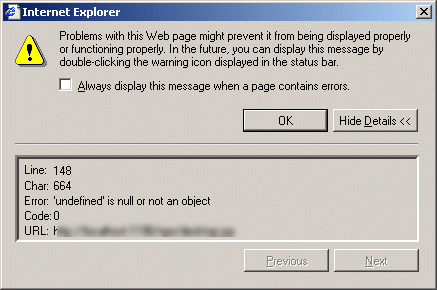 Internet Explorer
Problems with this Web page might prevent it from being displayed properly
or functioning properly. In the future, you can display this message by
double-clicking the warning icon displayed in the status bar.
Always display this message when a page contains errors.
OK Hide Details <<
Line: 148
Char: 664
Error: 'undefined' is null or not an object
Code: 0
URL:
Previous Next